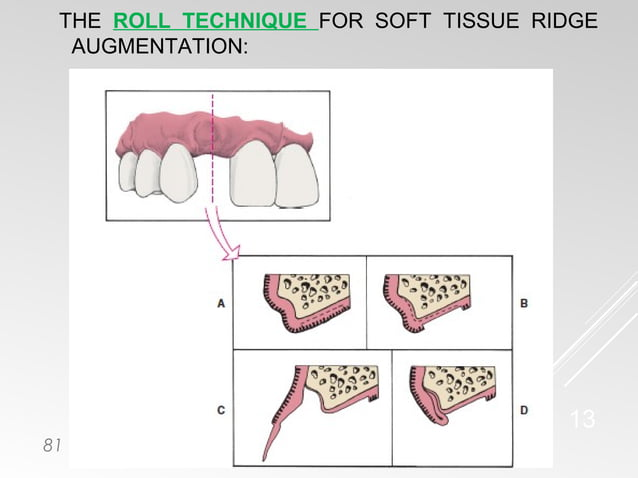 THE ROLL TECHNIQUE FOR SOFT TISSUE RIDGE
AUGMENTATION:
A
B
C
D
13
81